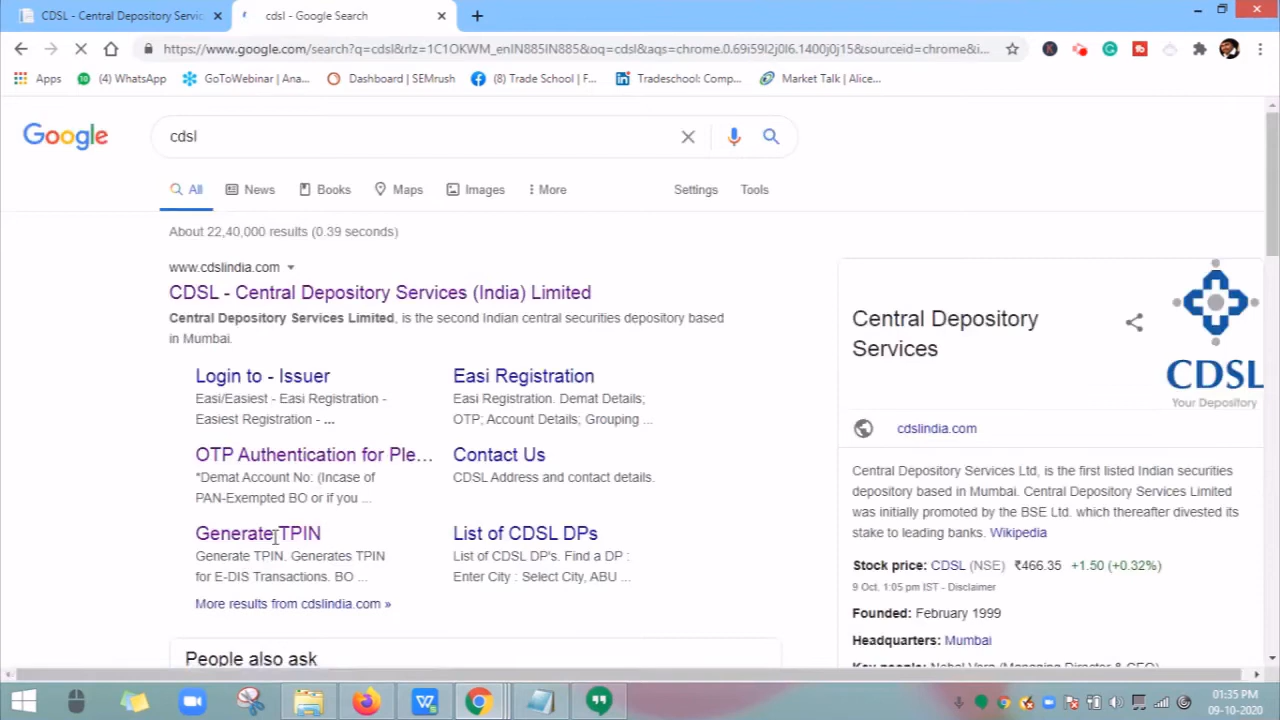 CDSL - Central Depository Servic
cdsl - Google Search
https://www.google.com/search?q=cdsl&rlz=1C1OKWM_enIN885IN885&oq=cdsl&aqs=chrome.0.69i59l2j0l6.1400j0j15&sourceid=chrome&i...
Apps
(4) WhatsApp
GoToWebinar | Ana...
Dashboard | SEMrush
(8) Trade School | F...
Tradeschool: Comp...
Market Talk | Alice...
Google
cdsl
All
News
Books
Maps
Images
More
Settings
Tools
About 22,40,000 results (0.39 seconds)
www.cdslindia.com
CDSL - Central Depository Services (India) Limited
Central Depository Services Limited, is the second Indian central securities depository based
in Mumbai.
Login to - Issuer
Easi/Easiest - Easi Registration -
Easiest Registration - ...
Easi Registration
Easi Registration. Demat Details;
OTP; Account Details; Grouping ...
OTP Authentication for Ple...
*Demat Account No: (Incase of
PAN-Exempted BO or if you ...
Contact Us
CDSL Address and contact details.
Generate TPIN
Generate TPIN. Generates TPIN
for E-DIS Transactions. BO ...
List of CDSL DPs
List of CDSL DP's. Find a DP :
Enter City : Select City, ABU ...
More results from cdslindia.com »
People also ask
Central Depository
Services
CDSL
Your Depository
cdslindia.com
Central Depository Services Ltd, is the first listed Indian securities
depository based in Mumbai. Central Depository Services Limited
was initially promoted by the BSE Ltd. which thereafter divested its
stake to leading banks. Wikipedia
Stock price: CDSL (NSE) ₹466.35 +1.50 (+0.32%)
9 Oct, 1:05 pm IST - Disclaimer
Founded: February 1999
Headquarters: Mumbai
01:35 PM
09-10-2020